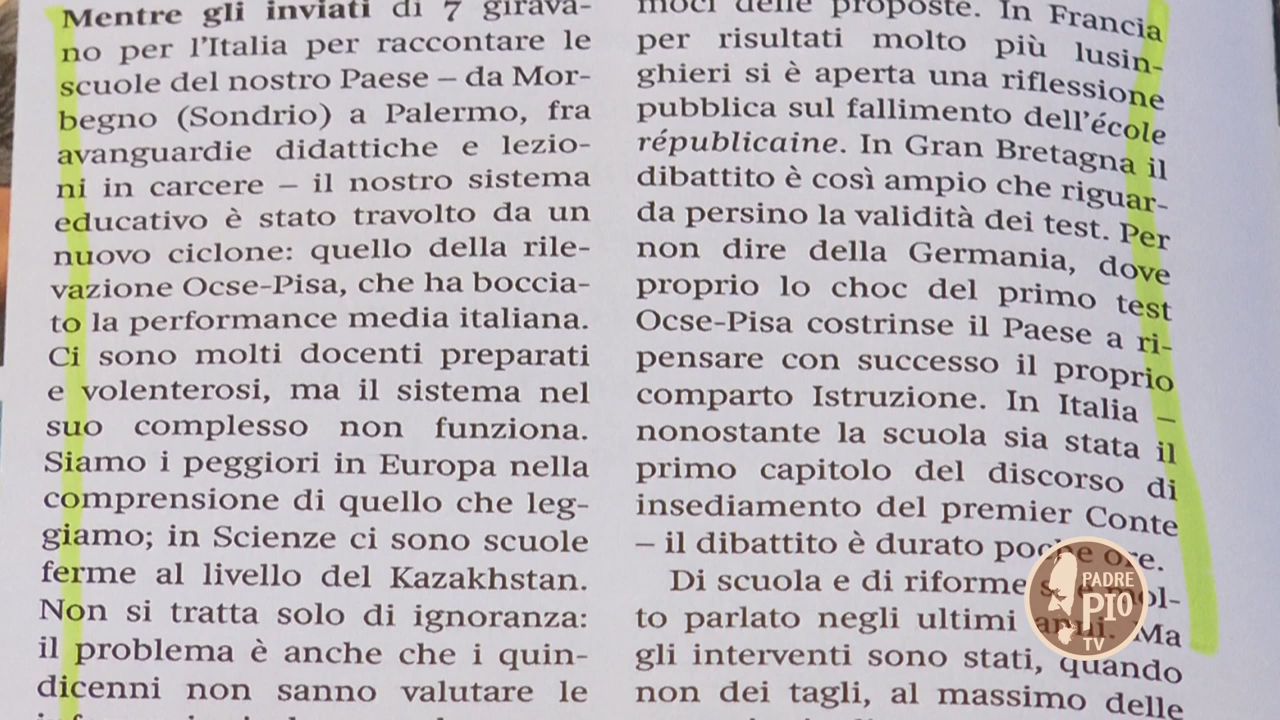 Mentre gli inviati di 7 girava-
no per l'Italia per raccontare le
scuole del nostro Paese – da Mor-
begno (Sondrio) a Palermo, fra
avanguardie didattiche e lezio-
ni in carcere – il nostro sistema
educativo è stato travolto da un
nuovo ciclone: quello della rile-
vazione Ocse-Pisa, che ha boccia-
to la performance media italiana.
Ci sono molti docenti preparati
e volenterosi, ma il sistema nel
suo complesso non funziona.
Siamo i peggiori in Europa nella
comprensione di quello che leg-
giamo; in Scienze ci sono scuole
ferme al livello del Kazakhstan.
Non si tratta solo di ignoranza:
il problema è anche che i quin-
dicenni non sanno valutare le
moci delle proposte. In Francia
per risultati molto più lusin-
ghieri si è aperta una riflessione
pubblica sul fallimento dell'école
républicaine. In Gran Bretagna il
dibattito è così ampio che riguar-
da persino la validità dei test. Per
non dire della Germania, dove
proprio lo choc del primo test
Ocse-Pisa costrinse il Paese a ri-
pensare con successo il proprio
comparto Istruzione. In Italia –
nonostante la scuola sia stata il
primo capitolo del discorso di
insediamento del premier Conte
– il dibattito è durato poche ore.
Di scuola e di riforme s'è mol-
to parlato negli ultimi anni. Ma
gli interventi sono stati, quando
non dei tagli, al massimo delle
PADRE
PIO
TV